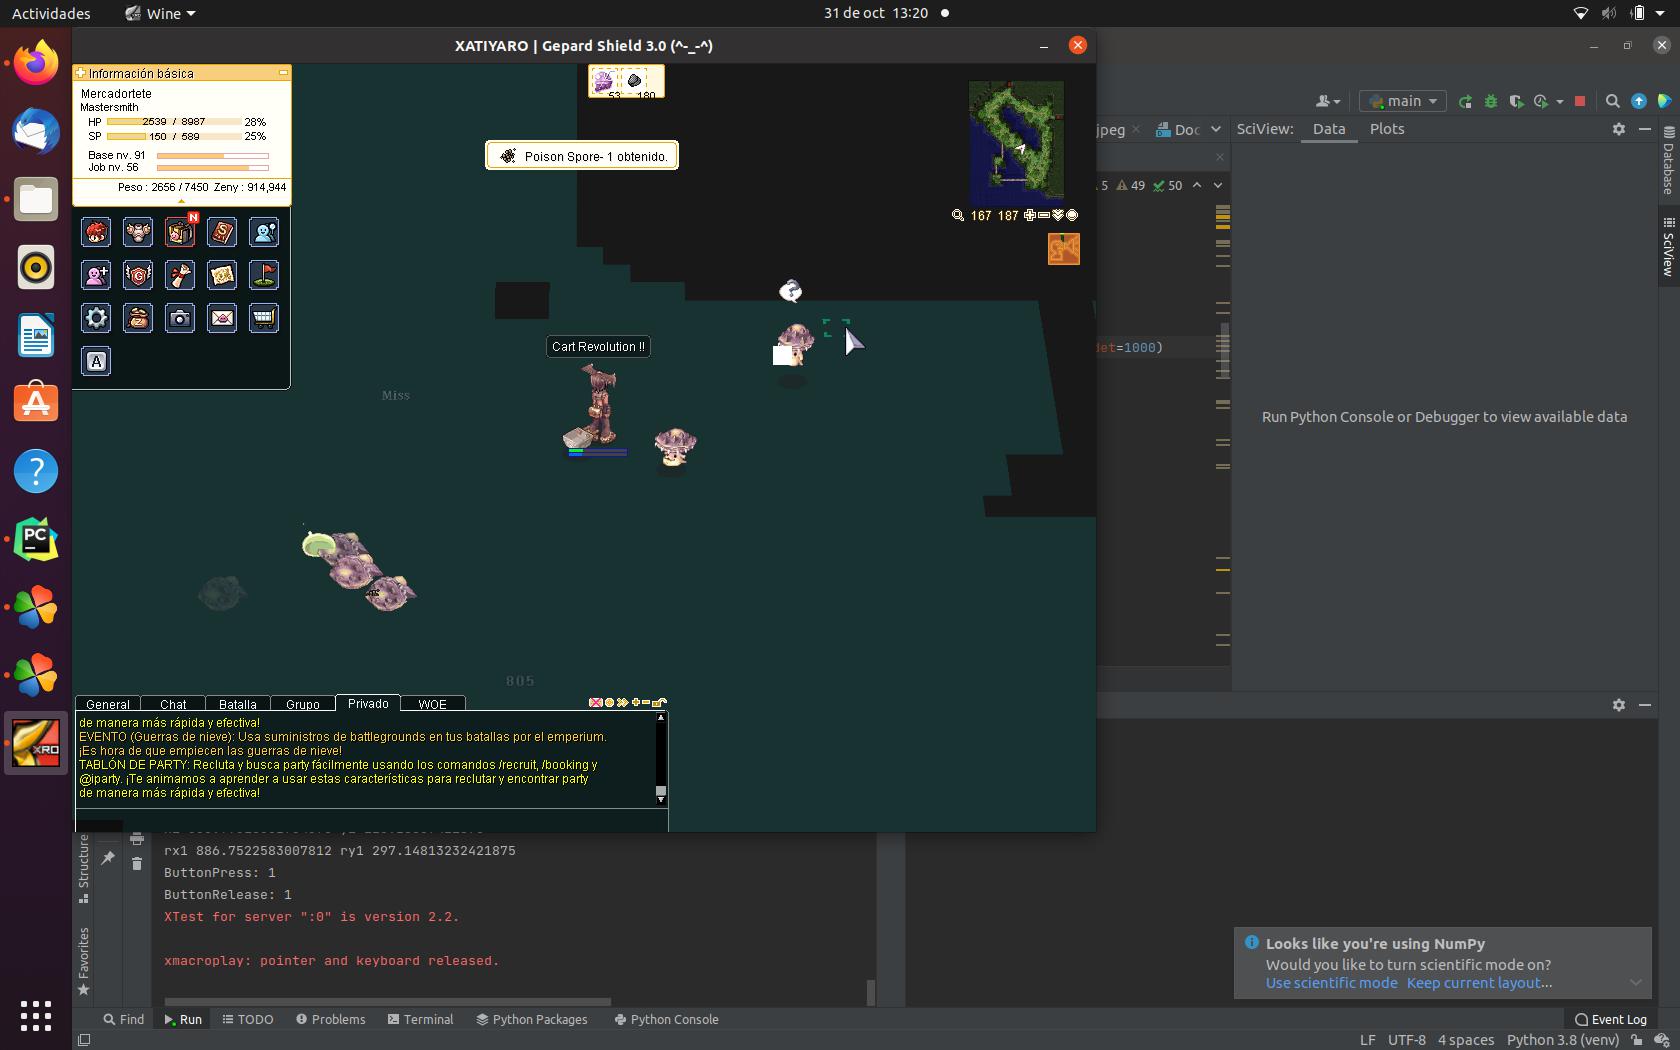 Actividades
Wine
31 de oct 13:20
XATIYARO | Gepard Shield 3.0 (^-_-^)
Información básica
Mercadortete
Mastersmith
HP 2539 / 8987 28%
SP 150 / 589 25%
Base nv. 91
Job nv. 56
Peso : 2656 / 7450 Zeny : 914,944
N
S
G
A
53 180
Poison Spore- 1 obtenido.
167 187
Cart Revolution !!
Miss
805
General Chat Batalla Grupo Privado WOE
de manera más rápida y efectiva!
EVENTO (Guerras de nieve): Usa suministros de battlegrounds en tus batallas por el emperium.
¡Es hora de que empiecen las guerras de nieve!
TABLÓN DE PARTY: Recluta y busca party fácilmente usando los comandos /recruit, /booking y
@iparty. ¡Te animamos a aprender a usar estas características para reclutar y encontrar party
de manera más rápida y efectiva!
main
jpeg
Doc
SciView: Data Plots
5 49 50
det=1000)
Run Python Console or Debugger to view available data
Database
SciView
PC
XRO
rx1 886.7522583007812 ry1 297.14813232421875
ButtonPress: 1
ButtonRelease: 1
XTest for server ":0" is version 2.2.
xmacroplay: pointer and keyboard released.
Structure
Favorites
Looks like you're using NumPy
Would you like to turn scientific mode on?
Use scientific mode Keep current layout...
Find Run TODO Problems Terminal Python Packages Python Console
Event Log
LF UTF-8 4 spaces Python 3.8 (venv)